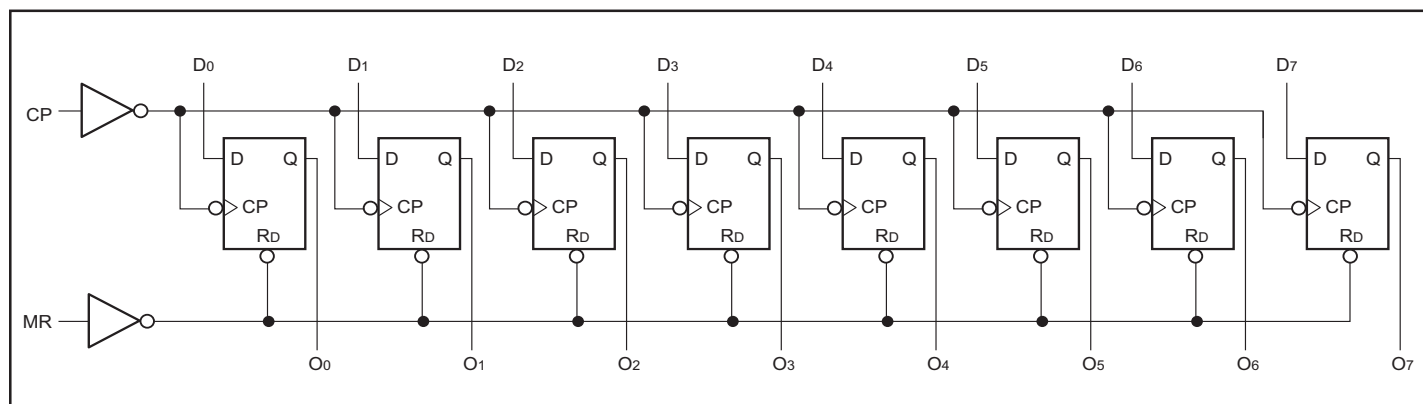 D0 D1 D2 D3 D4 D5 D6 D7
CP
D Q D Q D Q D Q D Q D Q D Q D Q
CP CP CP CP CP CP CP CP
RD RD RD RD RD RD RD RD
MR
O0 O1 O2 O3 O4 O5 O6 O7